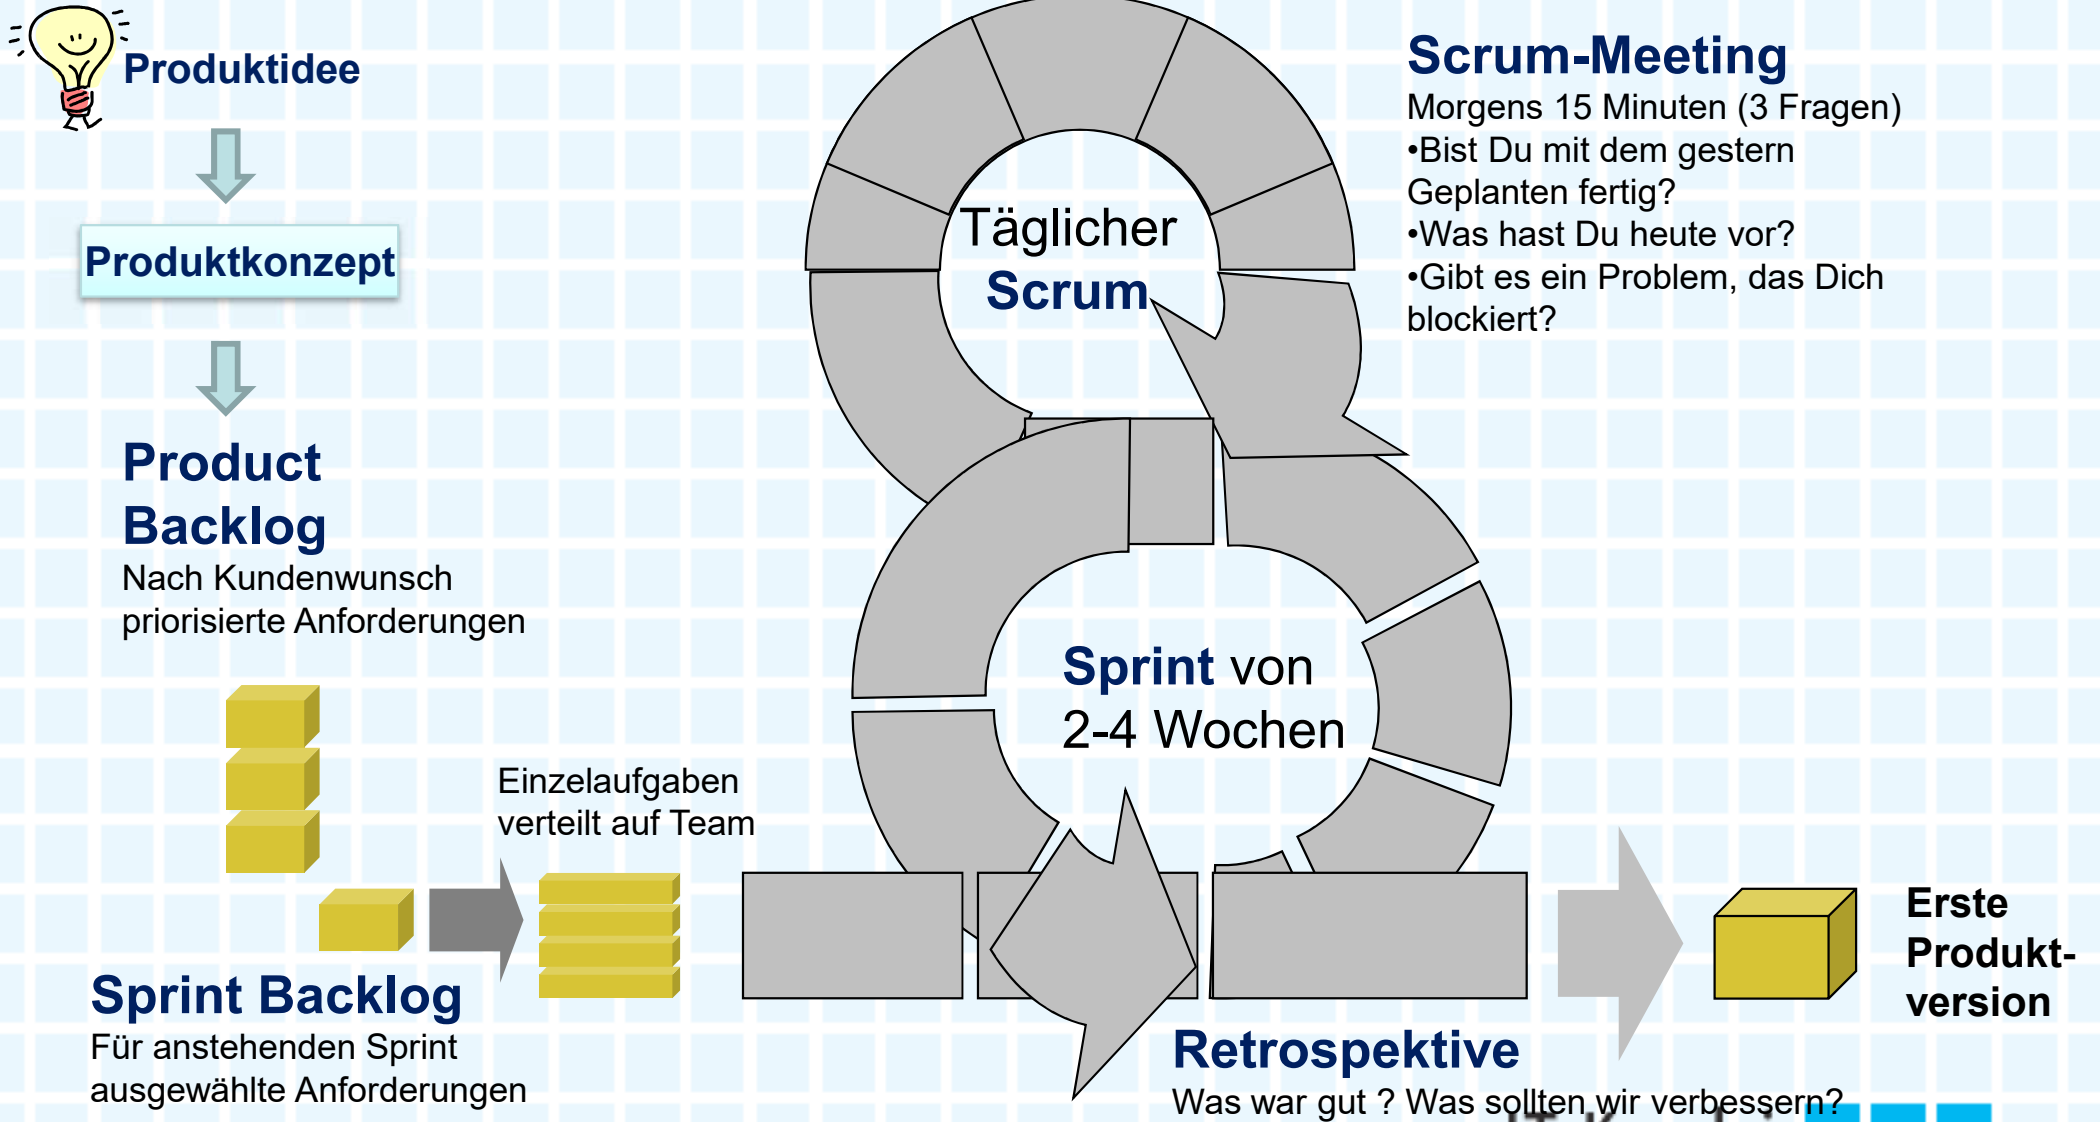 Produktidee
Produktkonzept
Product
Backlog
Nach Kundenwunsch
priorisierte Anforderungen
Einzelaufgaben
verteilt auf Team
Sprint Backlog
Für anstehenden Sprint
ausgewählte Anforderungen
Täglicher
Scrum
Sprint von
2-4 Wochen
Scrum-Meeting
Morgens 15 Minuten (3 Fragen)
•Bist Du mit dem gestern
Geplanten fertig?
•Was hast Du heute vor?
•Gibt es ein Problem, das Dich
blockiert?
Retrospektive
Was war gut ? Was sollten wir verbessern?
Erste
Produkt-
version